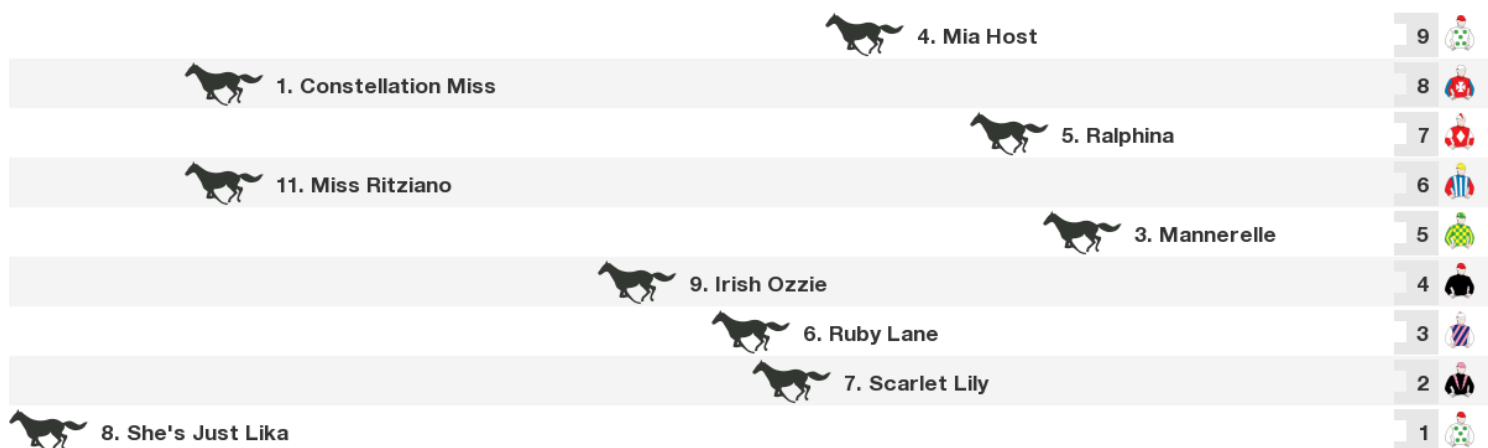 4. Mia Host 9
1. Constellation Miss 8
5. Ralphina 7
11. Miss Ritziano 6
3. Mannerelle 5
9. Irish Ozzie 4
6. Ruby Lane 3
7. Scarlet Lily 2
8. She's Just Lika 1